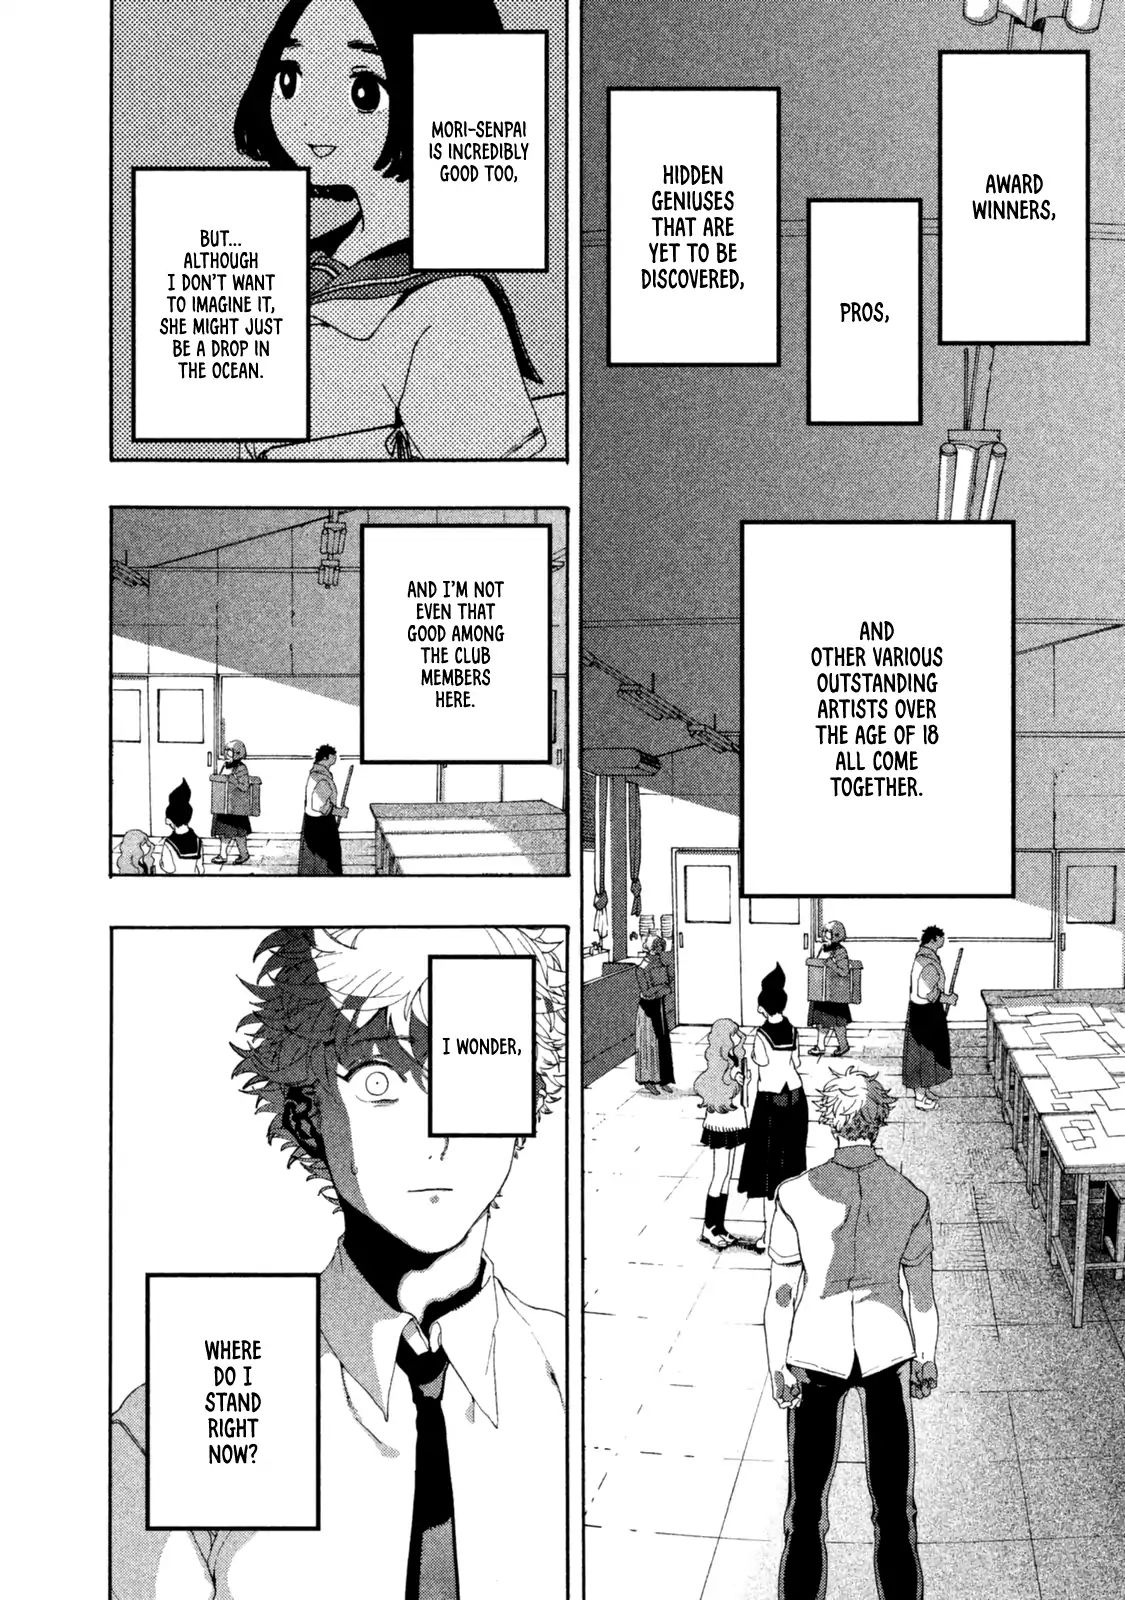 AWARD
WINNERS,
PROS,
HIDDEN
GENIUSES
THAT ARE
YET TO BE
DISCOVERED,
AND
OTHER VARIOUS
OUTSTANDING
ARTISTS OVER
THE AGE OF 18
ALL COME
TOGETHER.
MORI-SENPAI
IS INCREDIBLY
GOOD TOO,
BUT...
ALTHOUGH
I DON'T WANT
TO IMAGINE IT,
SHE MIGHT JUST
BE A DROP IN
THE OCEAN.
AND I'M NOT
EVEN THAT
GOOD AMONG
THE CLUB
MEMBERS
HERE.
I WONDER,
WHERE
DO I
STAND
RIGHT
NOW?